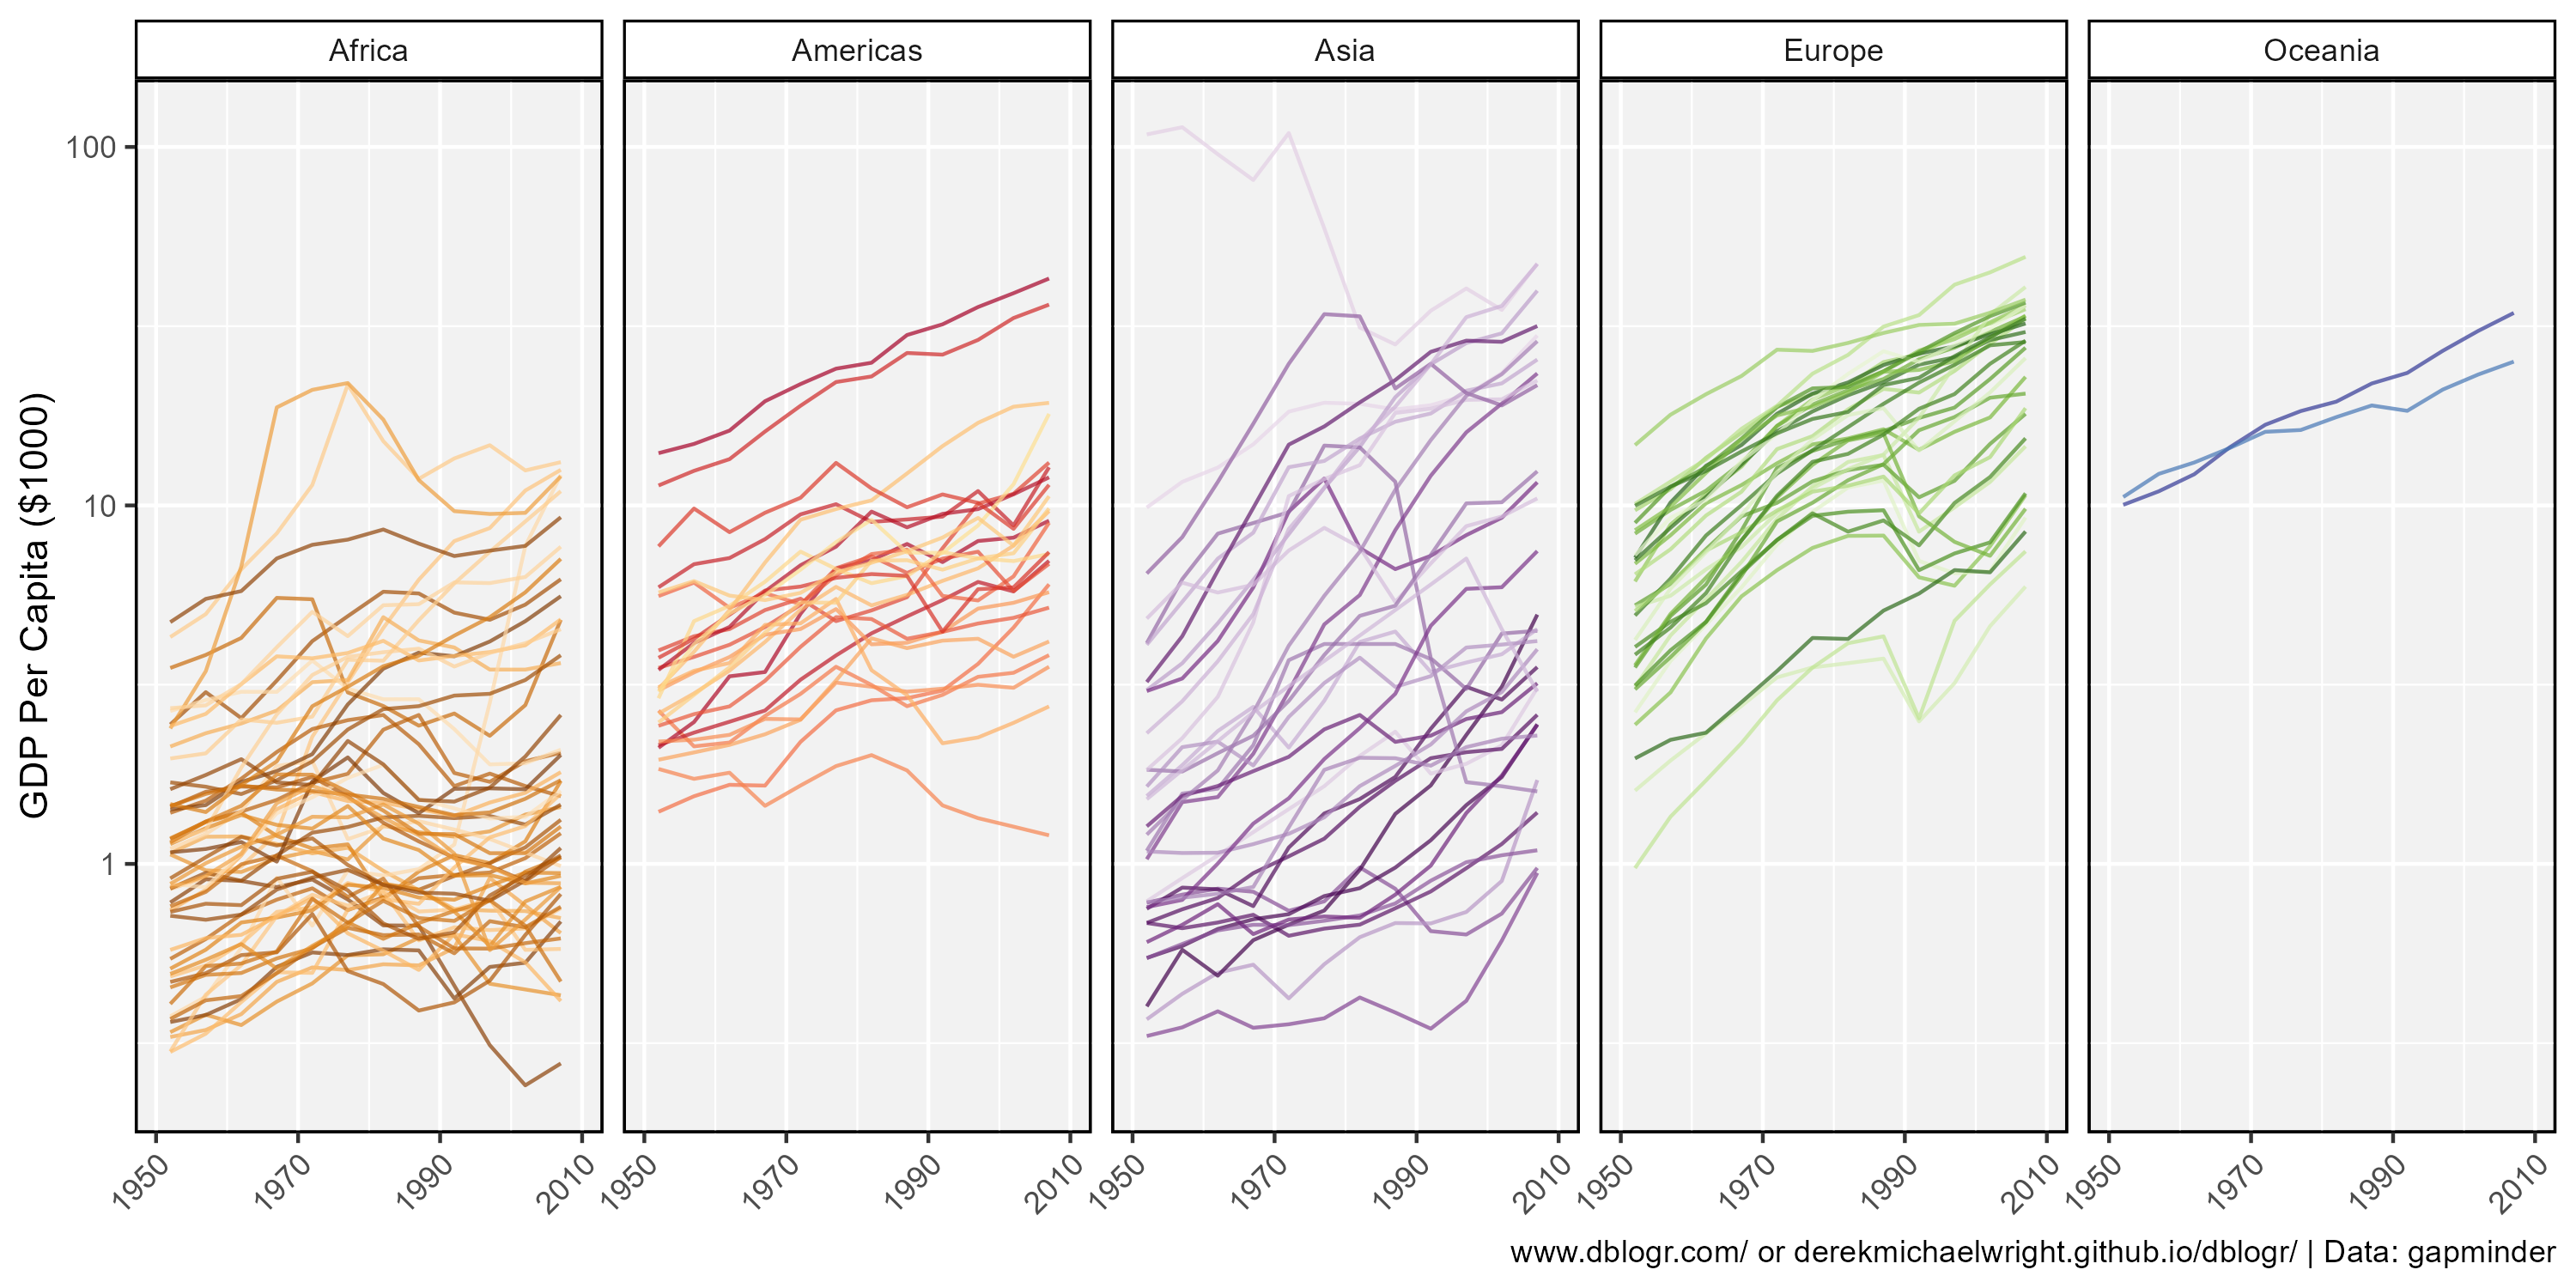 Africa Americas Asia Europe Oceania
GDP Per Capita ($1000)
100
10
1
1950 1970 1990 2010 1950 1970 1990 2010 1950 1970 1990 2010 1950 1970 1990 2010 1950 1970 1990 2010
www.dblogr.com/ or derekmichaelwright.github.io/dblogr/ | Data: gapminder